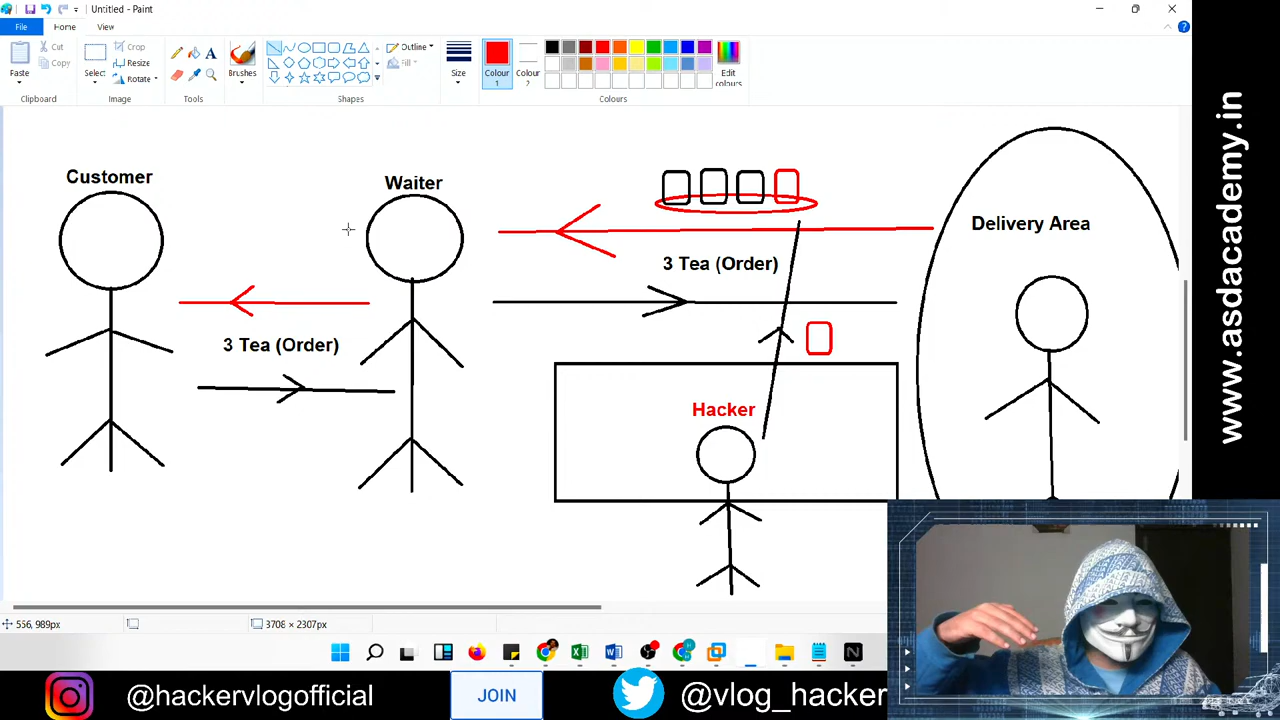 Untitled - Paint
File
Home
View
Paste
Cut
Copy
Clipboard
Select
Crop
Resize
Rotate
Image
A
Tools
Brushes
Outline
Fill
Shapes
Size
Colour
1
Colour
2
Edit
colours
Colours
Customer
Waiter
Delivery Area
3 Tea (Order)
3 Tea (Order)
Hacker
www.asdacademy.in
556, 989px
3708 × 2307px
@hackervlogofficial
JOIN
@vlog_hacker